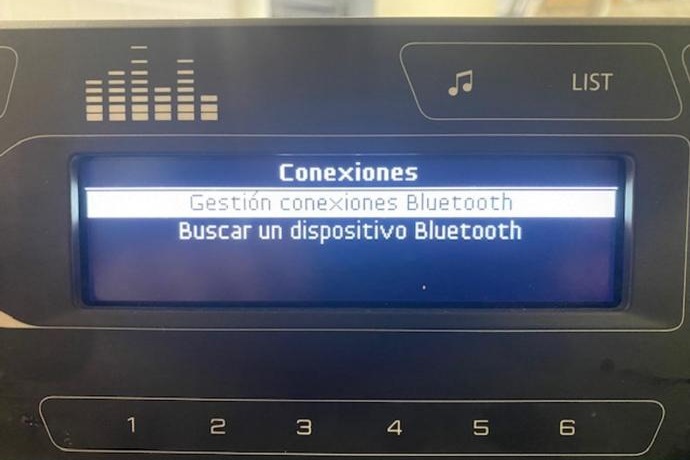 LIST
Conexiones
Gestión conexiones Bluetooth
Buscar un dispositivo Bluetooth
1 2 3 4 5 6